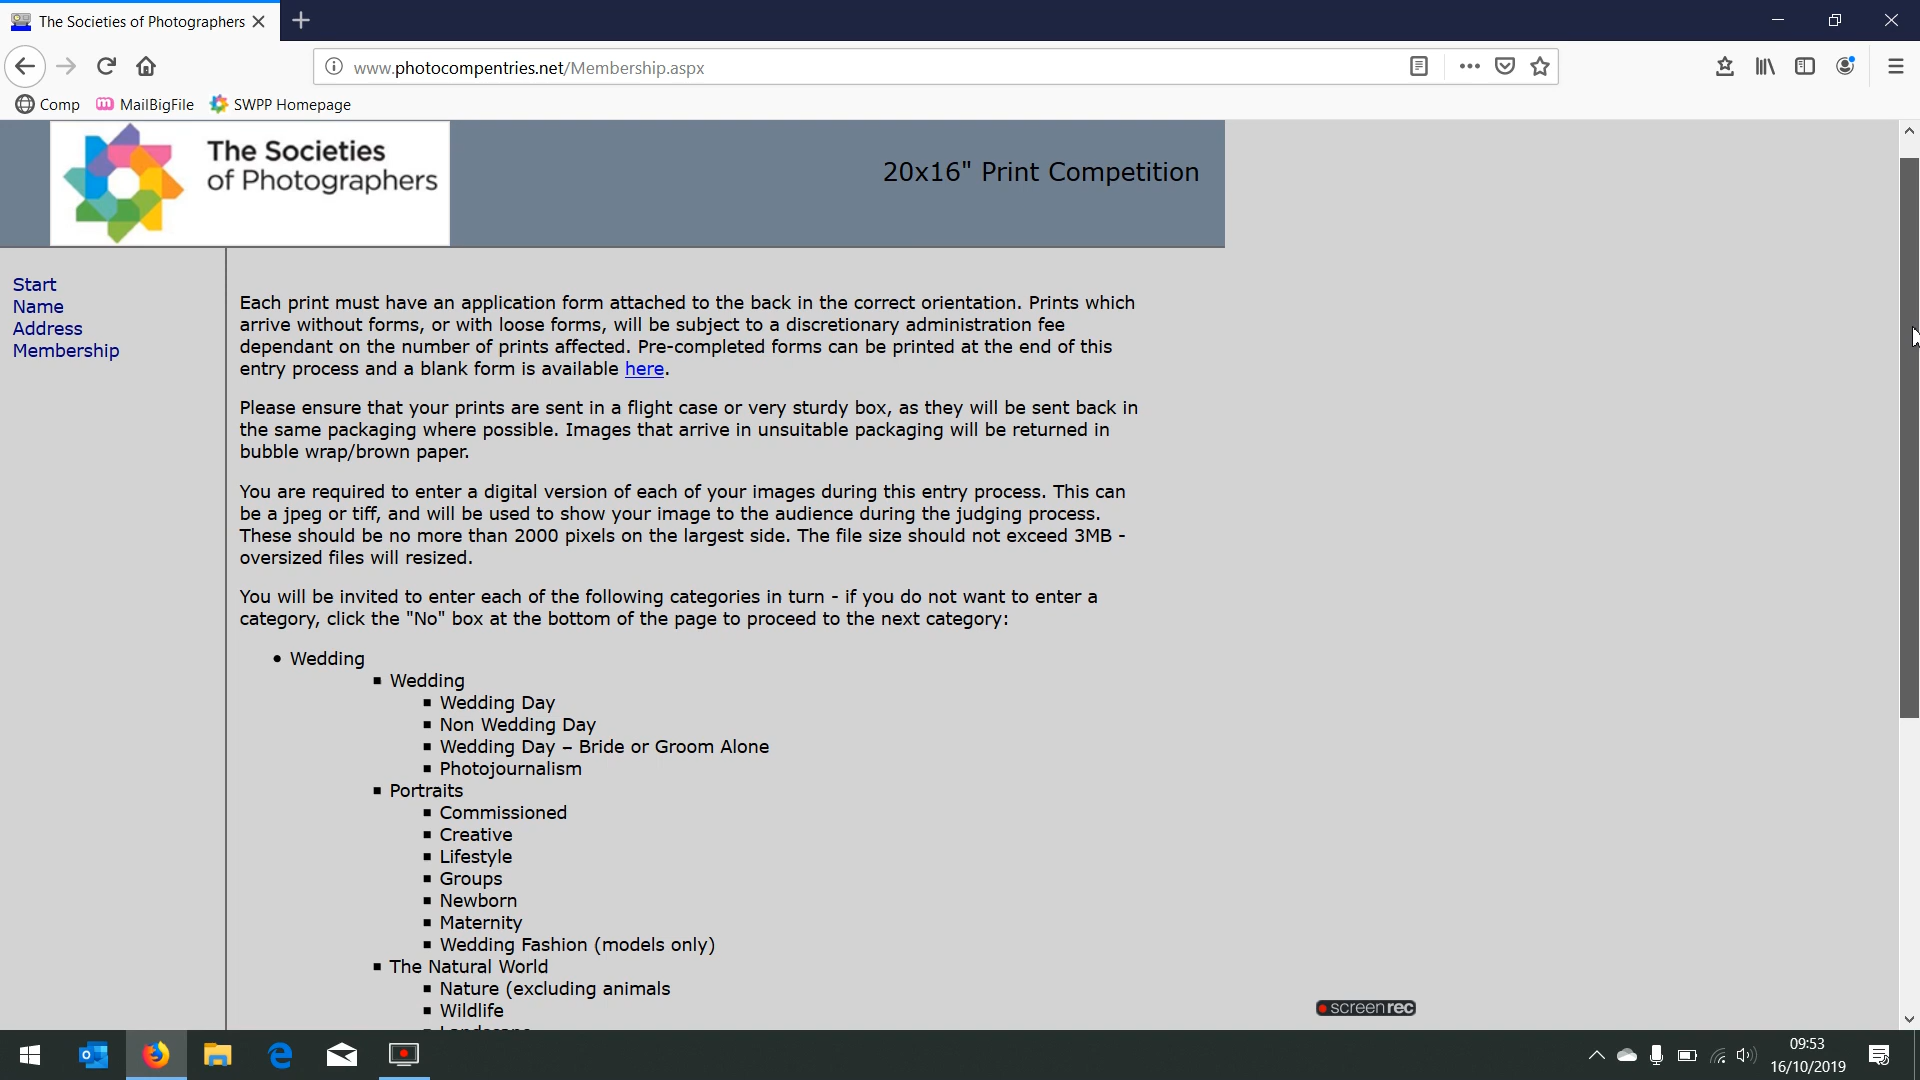 The Societies of Photographers
www.photocompentries.net/Membership.aspx
Comp
MailBigFile
SWPP Homepage
The Societies
of Photographers
20x16" Print Competition
Start
Name
Address
Membership
Each print must have an application form attached to the back in the correct orientation. Prints which
arrive without forms, or with loose forms, will be subject to a discretionary administration fee
dependant on the number of prints affected. Pre-completed forms can be printed at the end of this
entry process and a blank form is available here.
Please ensure that your prints are sent in a flight case or very sturdy box, as they will be sent back in
the same packaging where possible. Images that arrive in unsuitable packaging will be returned in
bubble wrap/brown paper.
You are required to enter a digital version of each of your images during this entry process. This can
be a jpeg or tiff, and will be used to show your image to the audience during the judging process.
These should be no more than 2000 pixels on the largest side. The file size should not exceed 3MB -
oversized files will resized.
You will be invited to enter each of the following categories in turn - if you do not want to enter a
category, click the "No" box at the bottom of the page to proceed to the next category:
• Wedding
▪ Wedding
▪ Wedding Day
▪ Non Wedding Day
▪ Wedding Day – Bride or Groom Alone
▪ Photojournalism
▪ Portraits
▪ Commissioned
▪ Creative
▪ Lifestyle
▪ Groups
▪ Newborn
▪ Maternity
▪ Wedding Fashion (models only)
▪ The Natural World
▪ Nature (excluding animals
▪ Wildlife
screenrec
09:53
16/10/2019